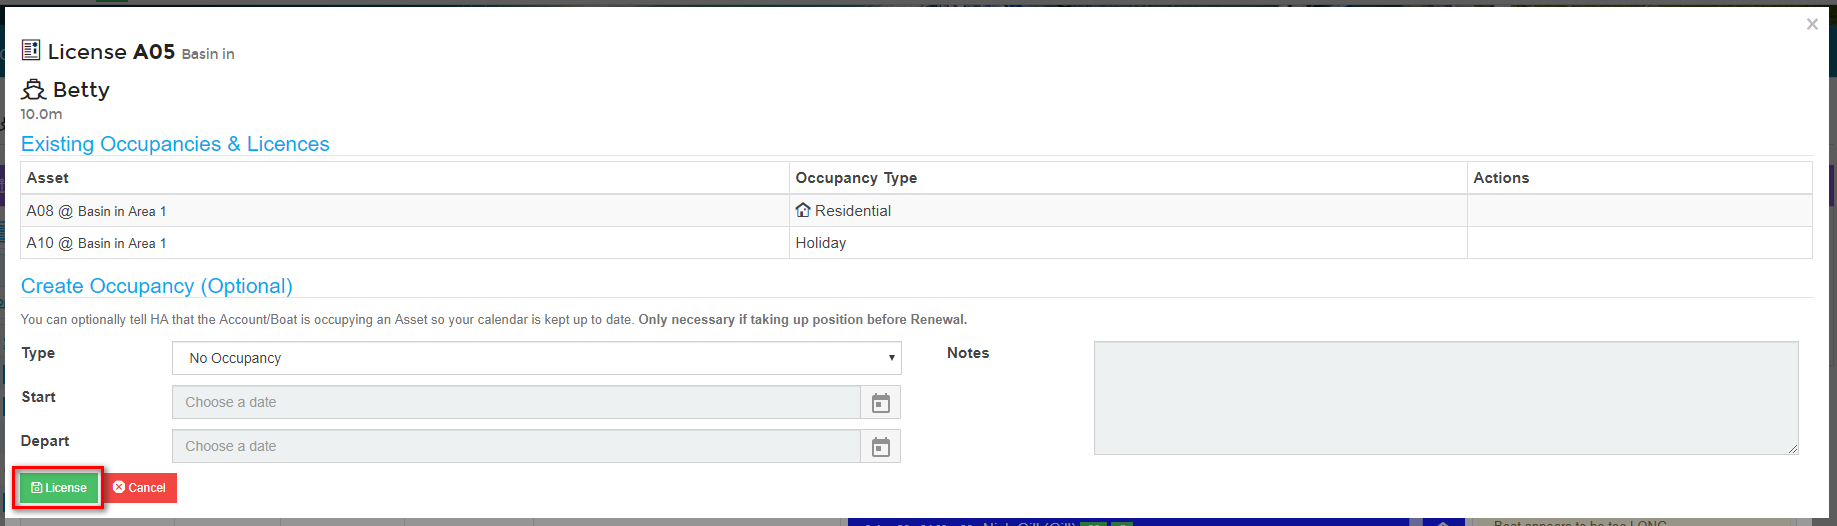 ×
License A05 Basin in
Betty
10.0m
Existing Occupancies & Licences
Asset Occupancy Type Actions
A08 @ Basin in Area 1 Residential
A10 @ Basin in Area 1 Holiday
Create Occupancy (Optional)
You can optionally tell HA that the Account/Boat is occupying an Asset so your calendar is kept up to date. Only necessary if taking up position before Renewal.
Type No Occupancy Notes
Start Choose a date
Depart Choose a date
License Cancel